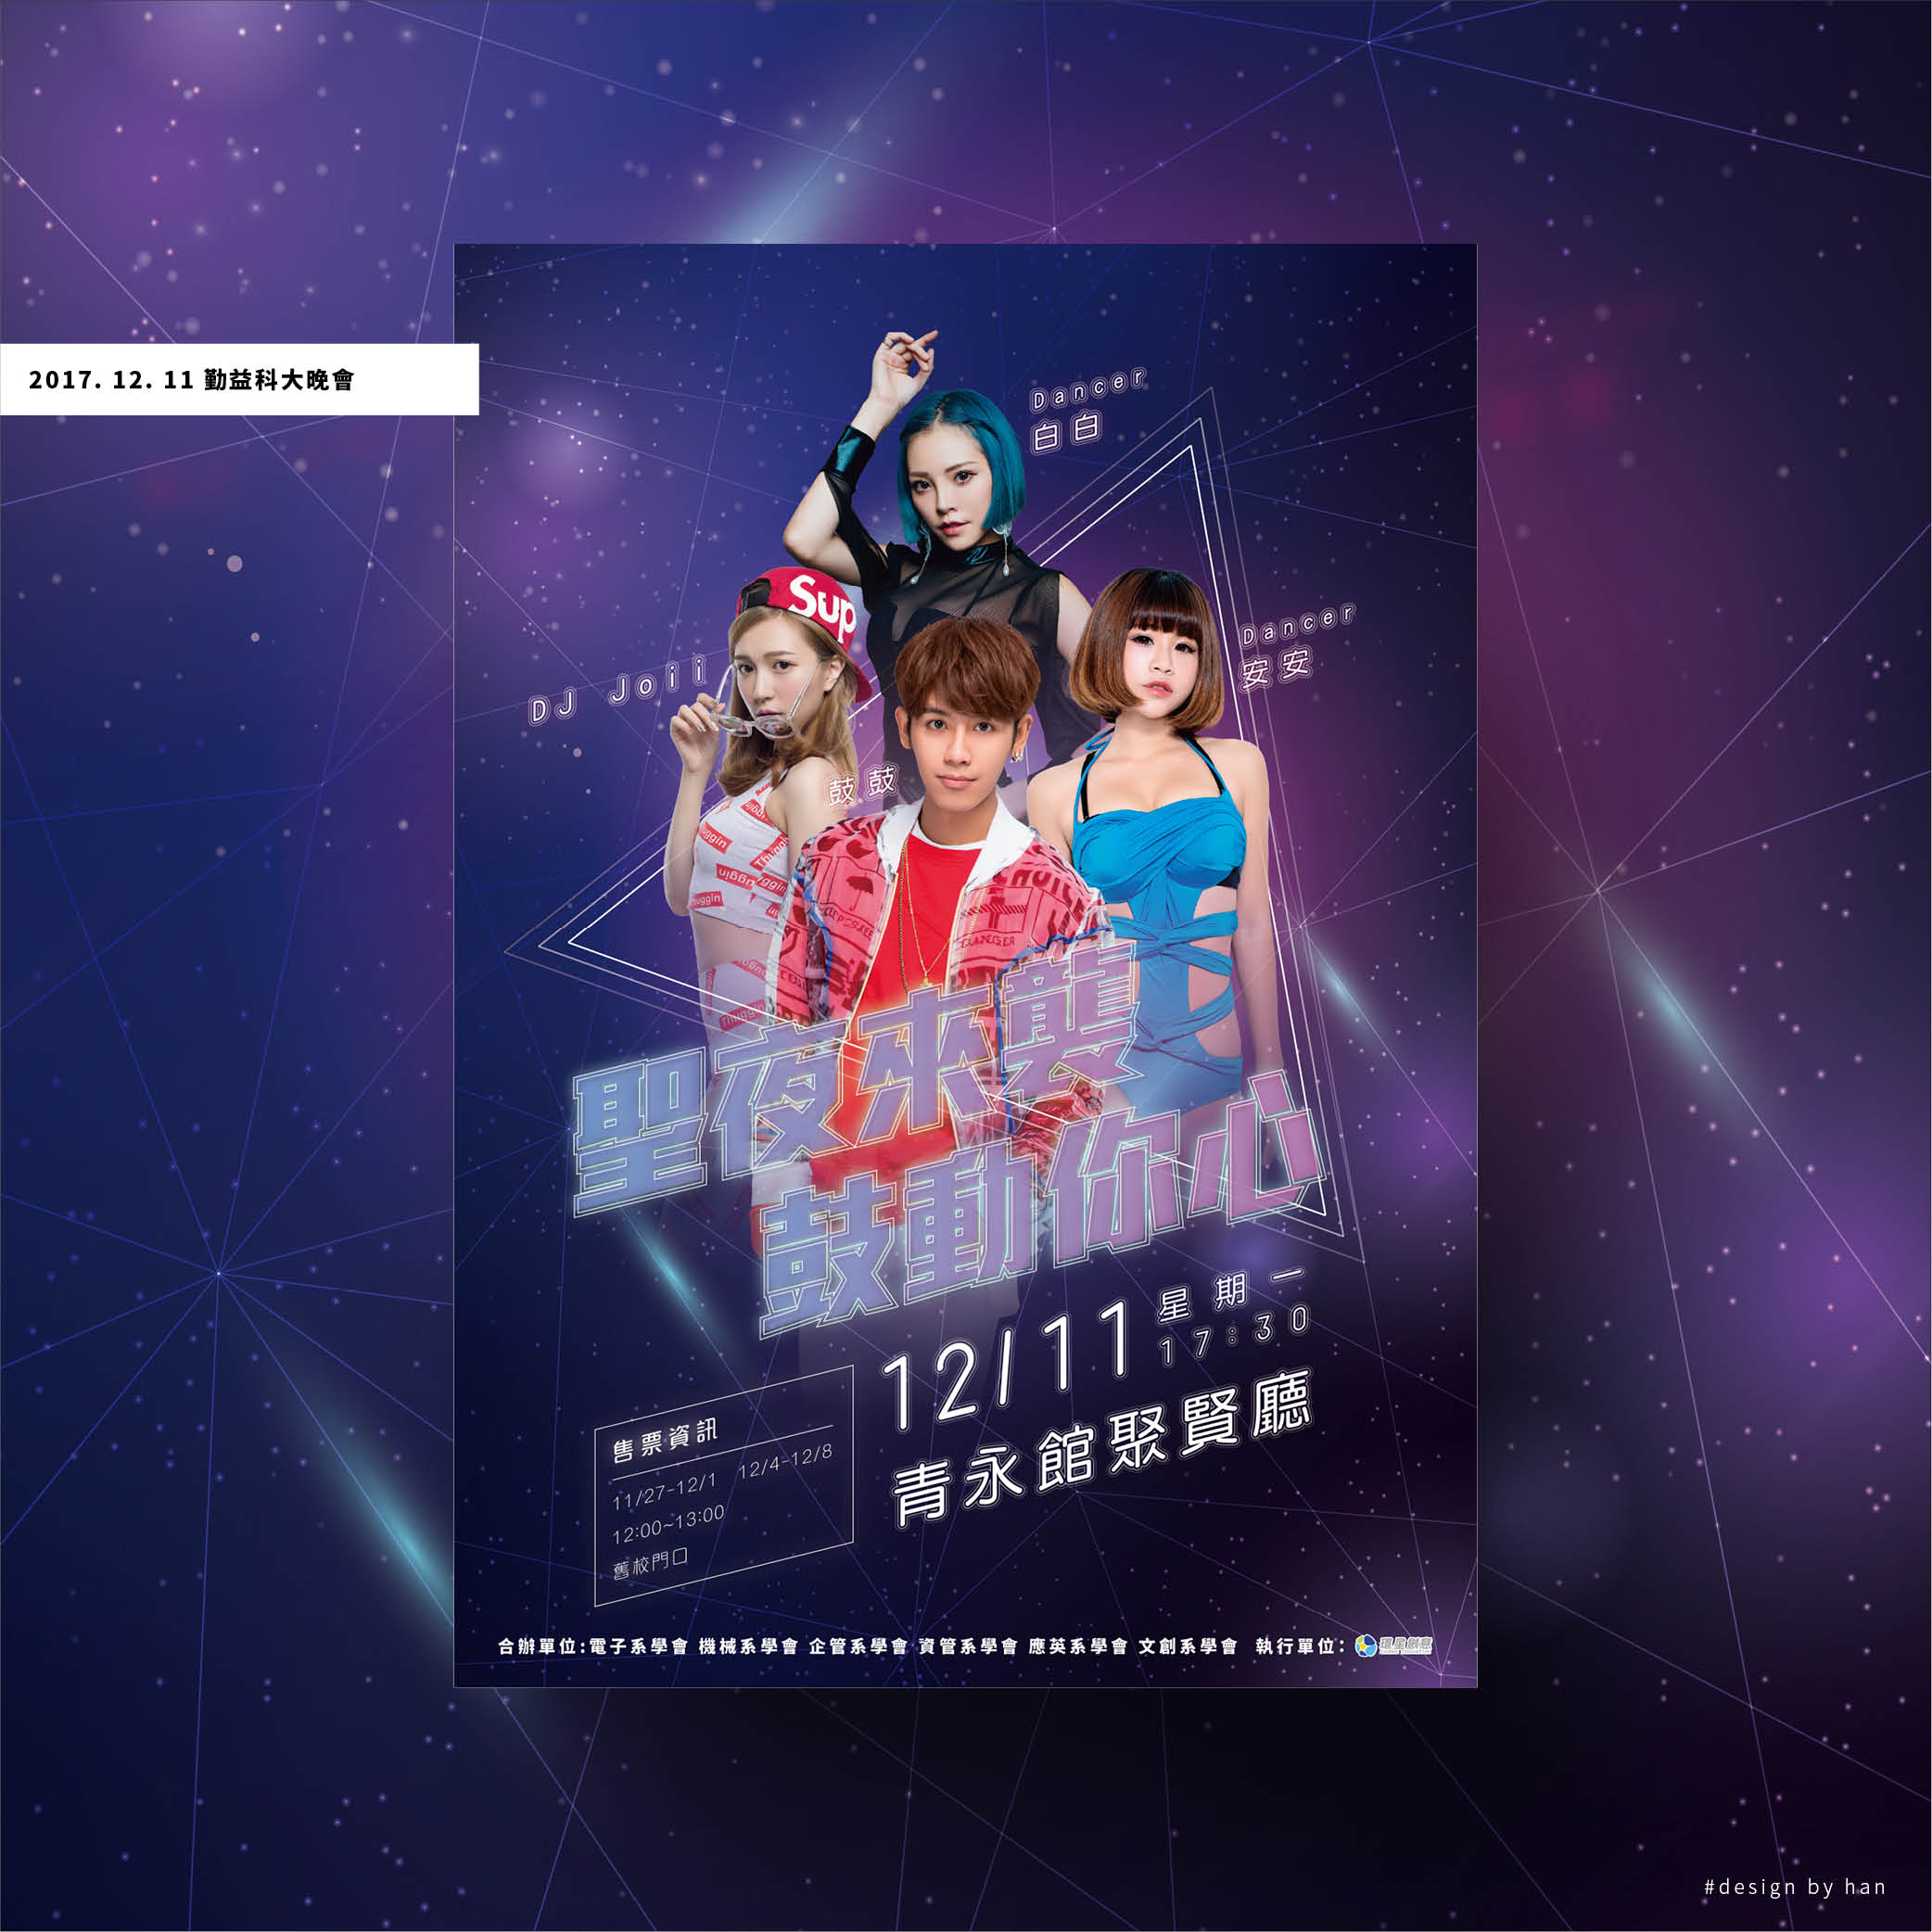 2017. 12. 11 勤益科大晚會
Dancer
白白
Sup
Dancer
安安
DJ Joii
鼓鼓
聖夜來襲
鼓動你心
12/11 星期一
17:30
青永館聚賢廳
售票資訊
11/27-12/1 12/4-12/8
12:00~13:00
舊校門口
合辦單位:電子系學會 機械系學會 企管系學會 資管系學會 應英系學會 文創系學會 執行單位:
#design by han